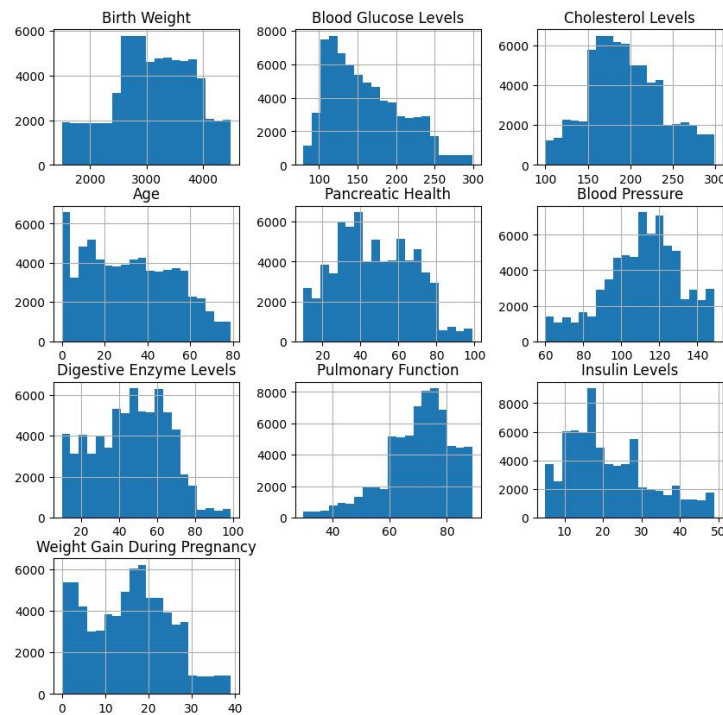 Birth Weight
6000
4000
2000
0
2000 3000 4000
Blood Glucose Levels
8000
6000
4000
2000
0
100 150 200 250 300
Cholesterol Levels
6000
4000
2000
0
100 150 200 250 300
Age
6000
4000
2000
0
0 20 40 60 80
Pancreatic Health
6000
4000
2000
0
20 40 60 80 100
Blood Pressure
6000
4000
2000
0
60 80 100 120 140
Digestive Enzyme Levels
6000
4000
2000
0
20 40 60 80 100
Pulmonary Function
8000
6000
4000
2000
0
40 60 80
Insulin Levels
8000
6000
4000
2000
0
10 20 30 40 50
Weight Gain During Pregnancy
6000
4000
2000
0
0 10 20 30 40